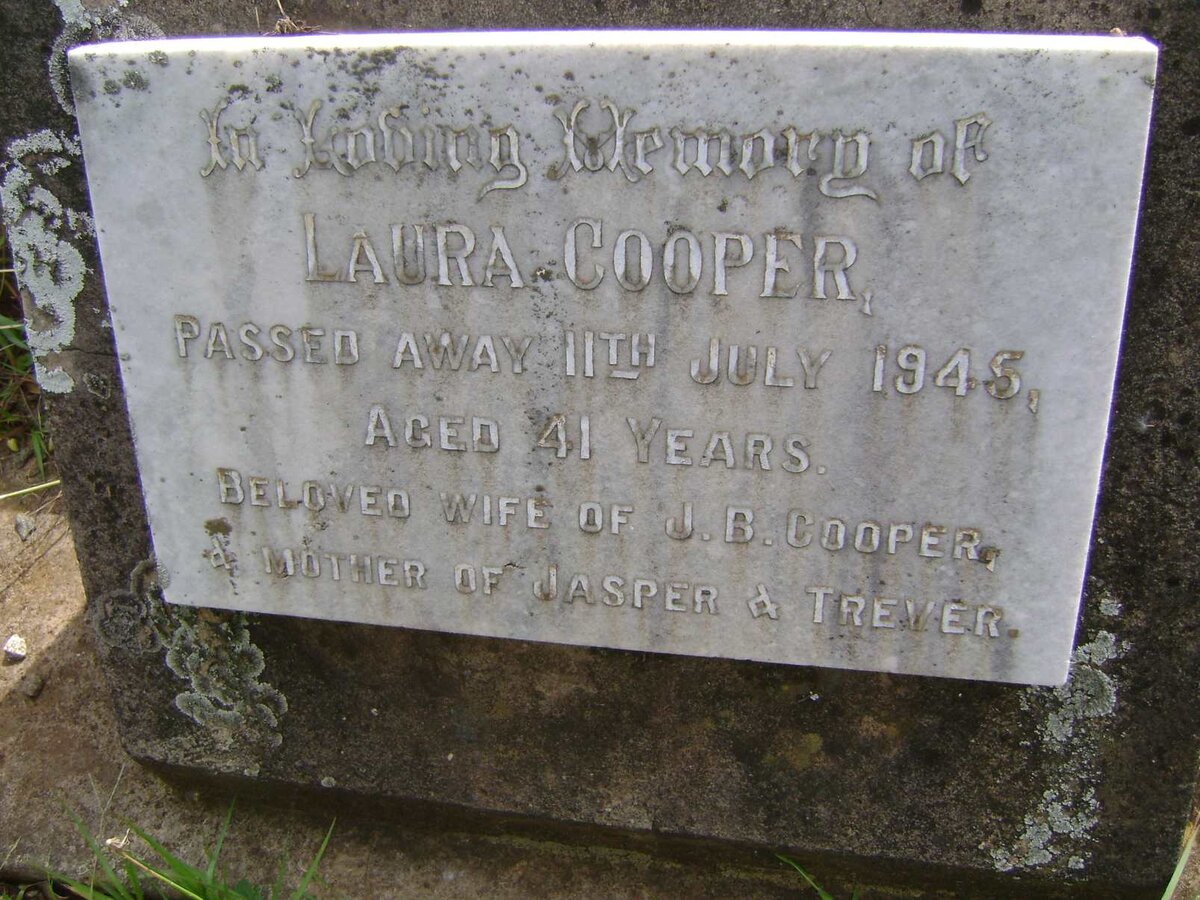 In Loving Memory of
LAURA COOPER,
PASSED AWAY 11TH JULY 1945,
AGED 41 YEARS.
BELOVED WIFE OF J. B. COOPER,
& MOTHER OF JASPER & TREVER.